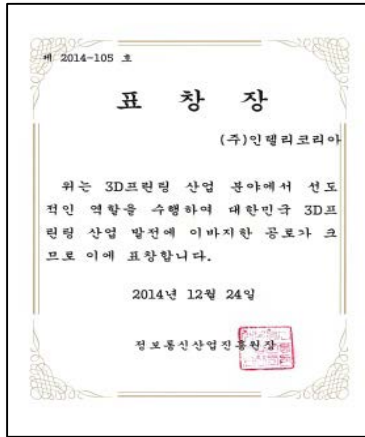 제 2014-105 호
표 창 장
(주)인텔리코리아
위는 3D프린팅 산업 분야에서 선도
적인 역할을 수행하여 대한민국 3D프
린팅 산업 발전에 이바지한 공로가 크
므로 이에 표창합니다.
2014년 12월 24일
정보통신산업진흥원장